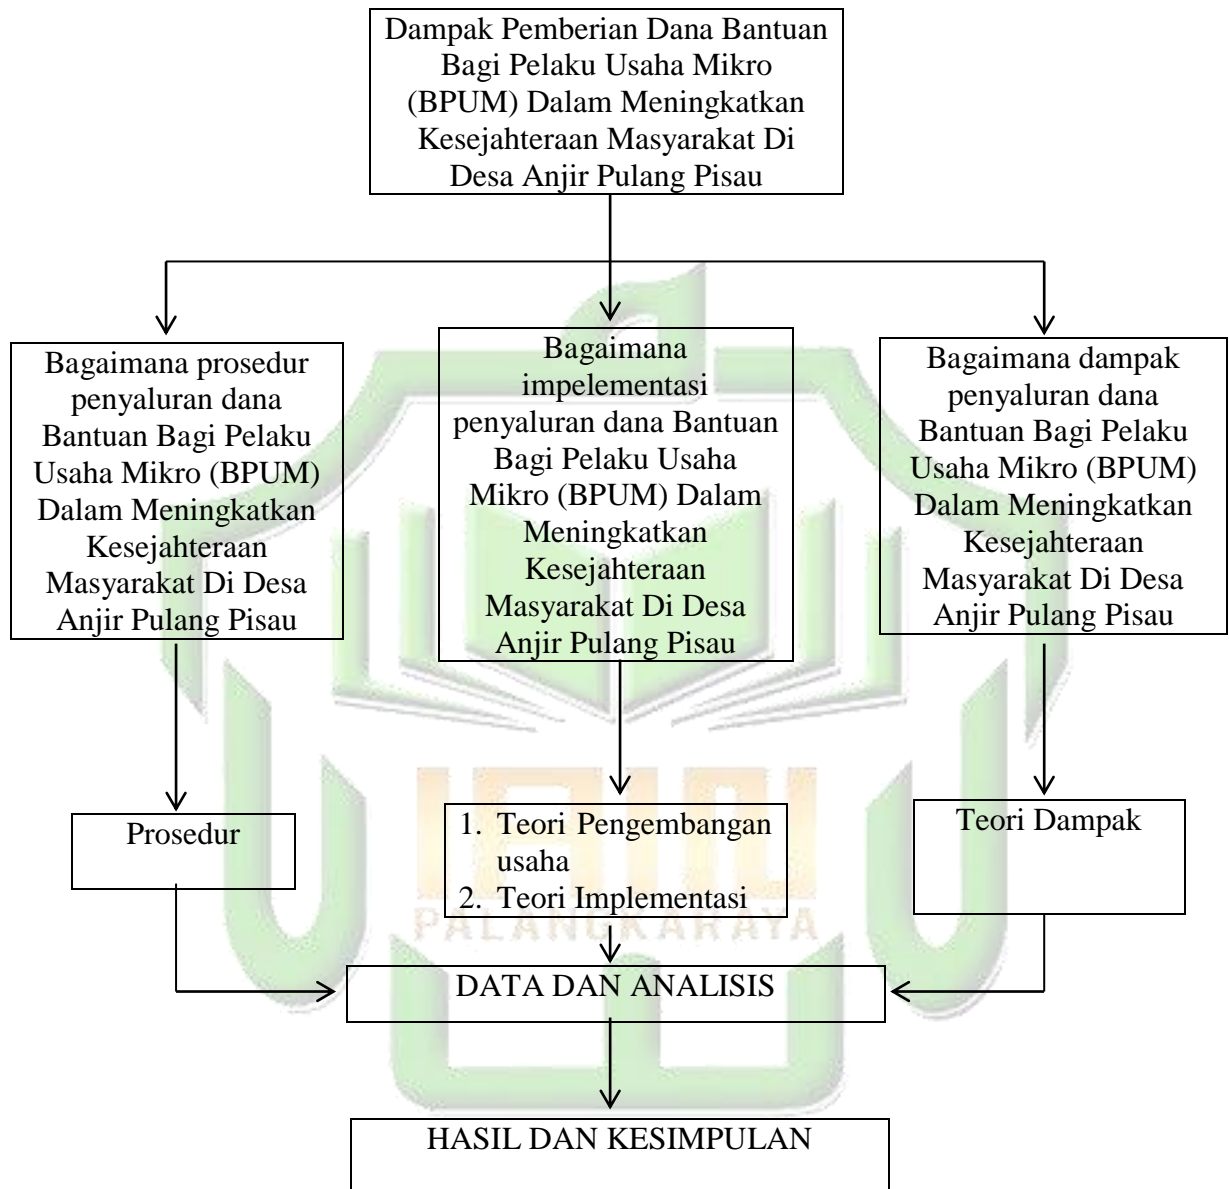 Dampak Pemberian Dana Bantuan
Bagi Pelaku Usaha Mikro
(BPUM) Dalam Meningkatkan
Kesejahteraan Masyarakat Di
Desa Anjir Pulang Pisau
Bagaimana prosedur
penyaluran dana
Bantuan Bagi Pelaku
Usaha Mikro (BPUM)
Dalam Meningkatkan
Kesejahteraan
Masyarakat Di Desa
Anjir Pulang Pisau
Bagaimana
impelementasi
penyaluran dana Bantuan
Bagi Pelaku Usaha
Mikro (BPUM) Dalam
Meningkatkan
Kesejahteraan
Masyarakat Di Desa
Anjir Pulang Pisau
Bagaimana dampak
penyaluran dana
Bantuan Bagi Pelaku
Usaha Mikro (BPUM)
Dalam Meningkatkan
Kesejahteraan
Masyarakat Di Desa
Anjir Pulang Pisau
Prosedur
1. Teori Pengembangan
usaha
2. Teori Implementasi
Teori Dampak
IAIN
PALANGKARAYA
DATA DAN ANALISIS
HASIL DAN KESIMPULAN